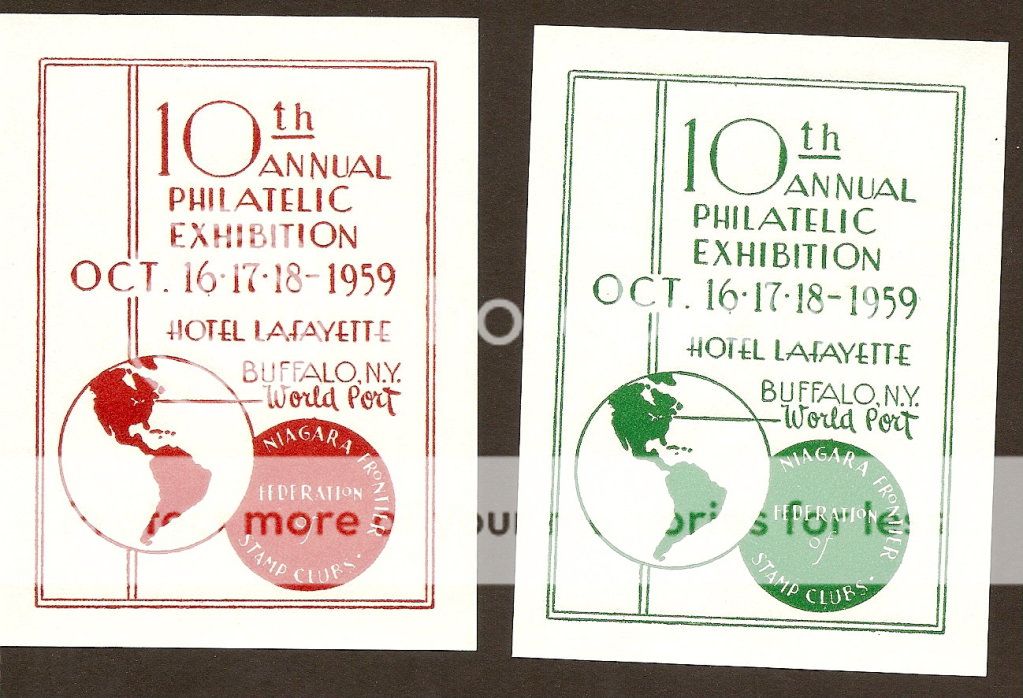 10th
ANNUAL
PHILATELIC
EXHIBITION
OCT. 16·17·18-1959
HOTEL LAFAYETTE
BUFFALO, N.Y.
World Port
NIAGARA FRONTIER
FEDERATION
of
STAMP CLUBS.
10th
ANNUAL
PHILATELIC
EXHIBITION
OCT. 16·17·18-1959
HOTEL LAFAYETTE
BUFFALO, N.Y.
World Port
NIAGARA FRONTIER
FEDERATION
of
STAMP CLUBS.
more for